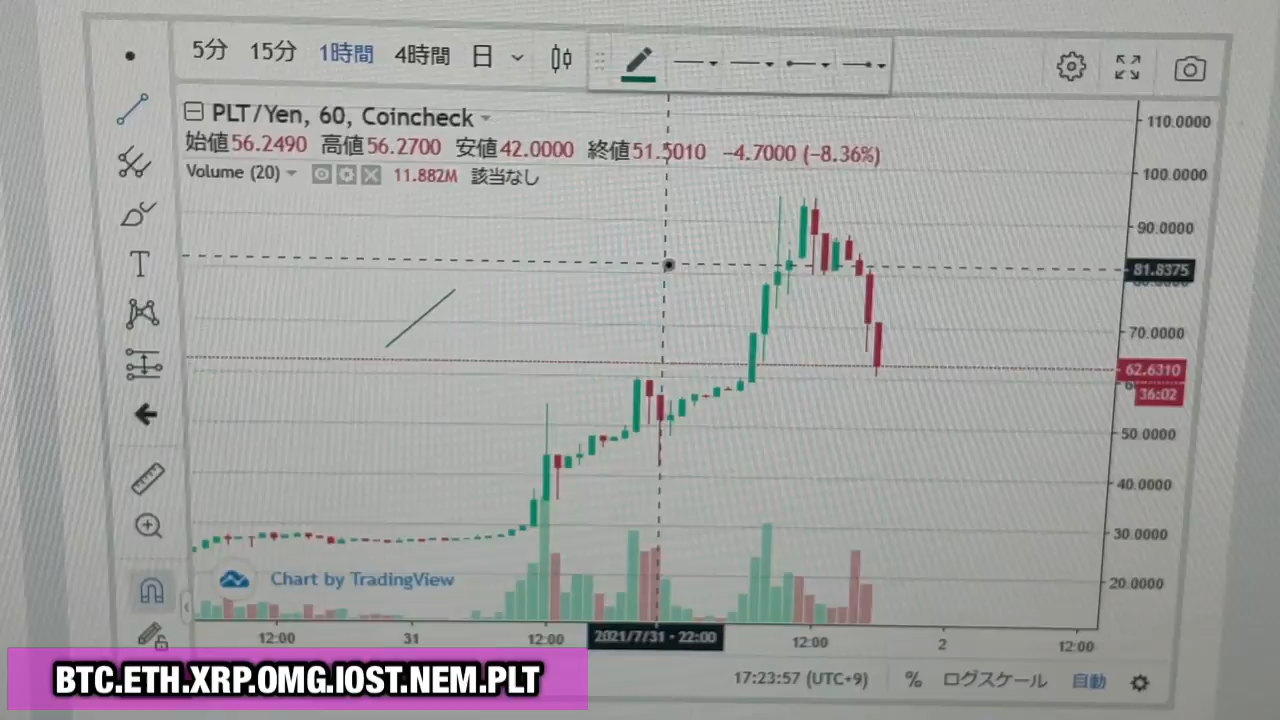 5分 15分 1時間 4時間 日
PLT/Yen, 60, Coincheck
始値56.2490 高値56.2700 安値42.0000 終値51.5010 −4.7000 (−8.36%)
Volume (20) 11.882M 該当なし
110.0000
100.0000
90.0000
81.8375
70.0000
62.6310
36:02
50.0000
40.0000
30.0000
20.0000
Chart by TradingView
12:00 31 12:00 2021/7/31 - 22:00 12:00 2 12:00
17:23:57 (UTC+9) % ログスケール 自動
BTC.ETH.XRP.OMG.IOST.NEM.PLT